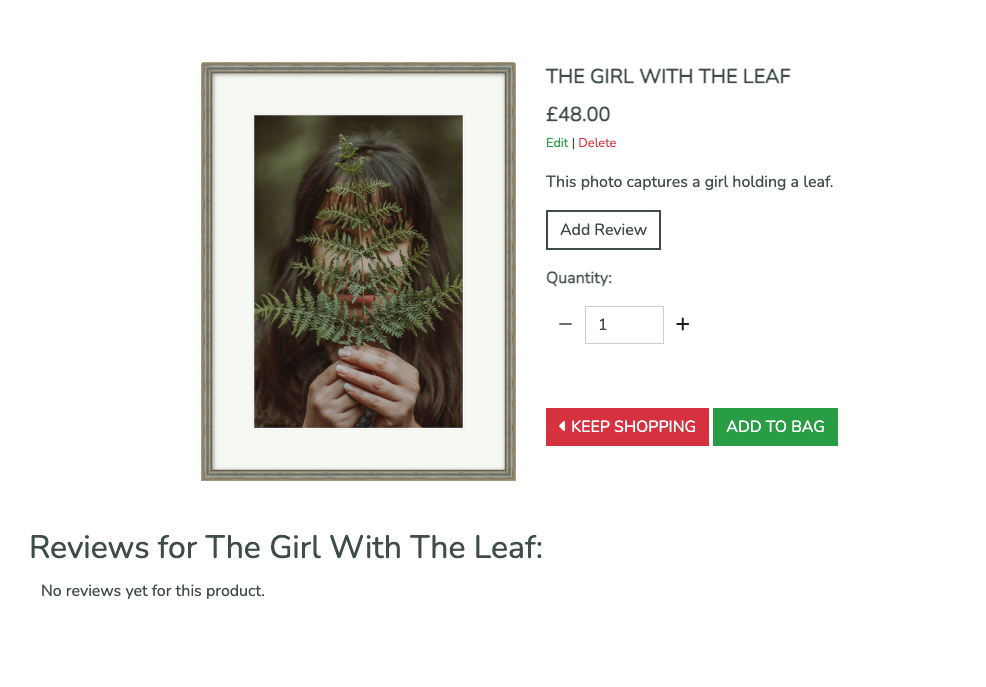 THE GIRL WITH THE LEAF
£48.00
Edit | Delete
This photo captures a girl holding a leaf.
Add Review
Quantity:
− 1 +
KEEP SHOPPING ADD TO BAG
Reviews for The Girl With The Leaf:
No reviews yet for this product.